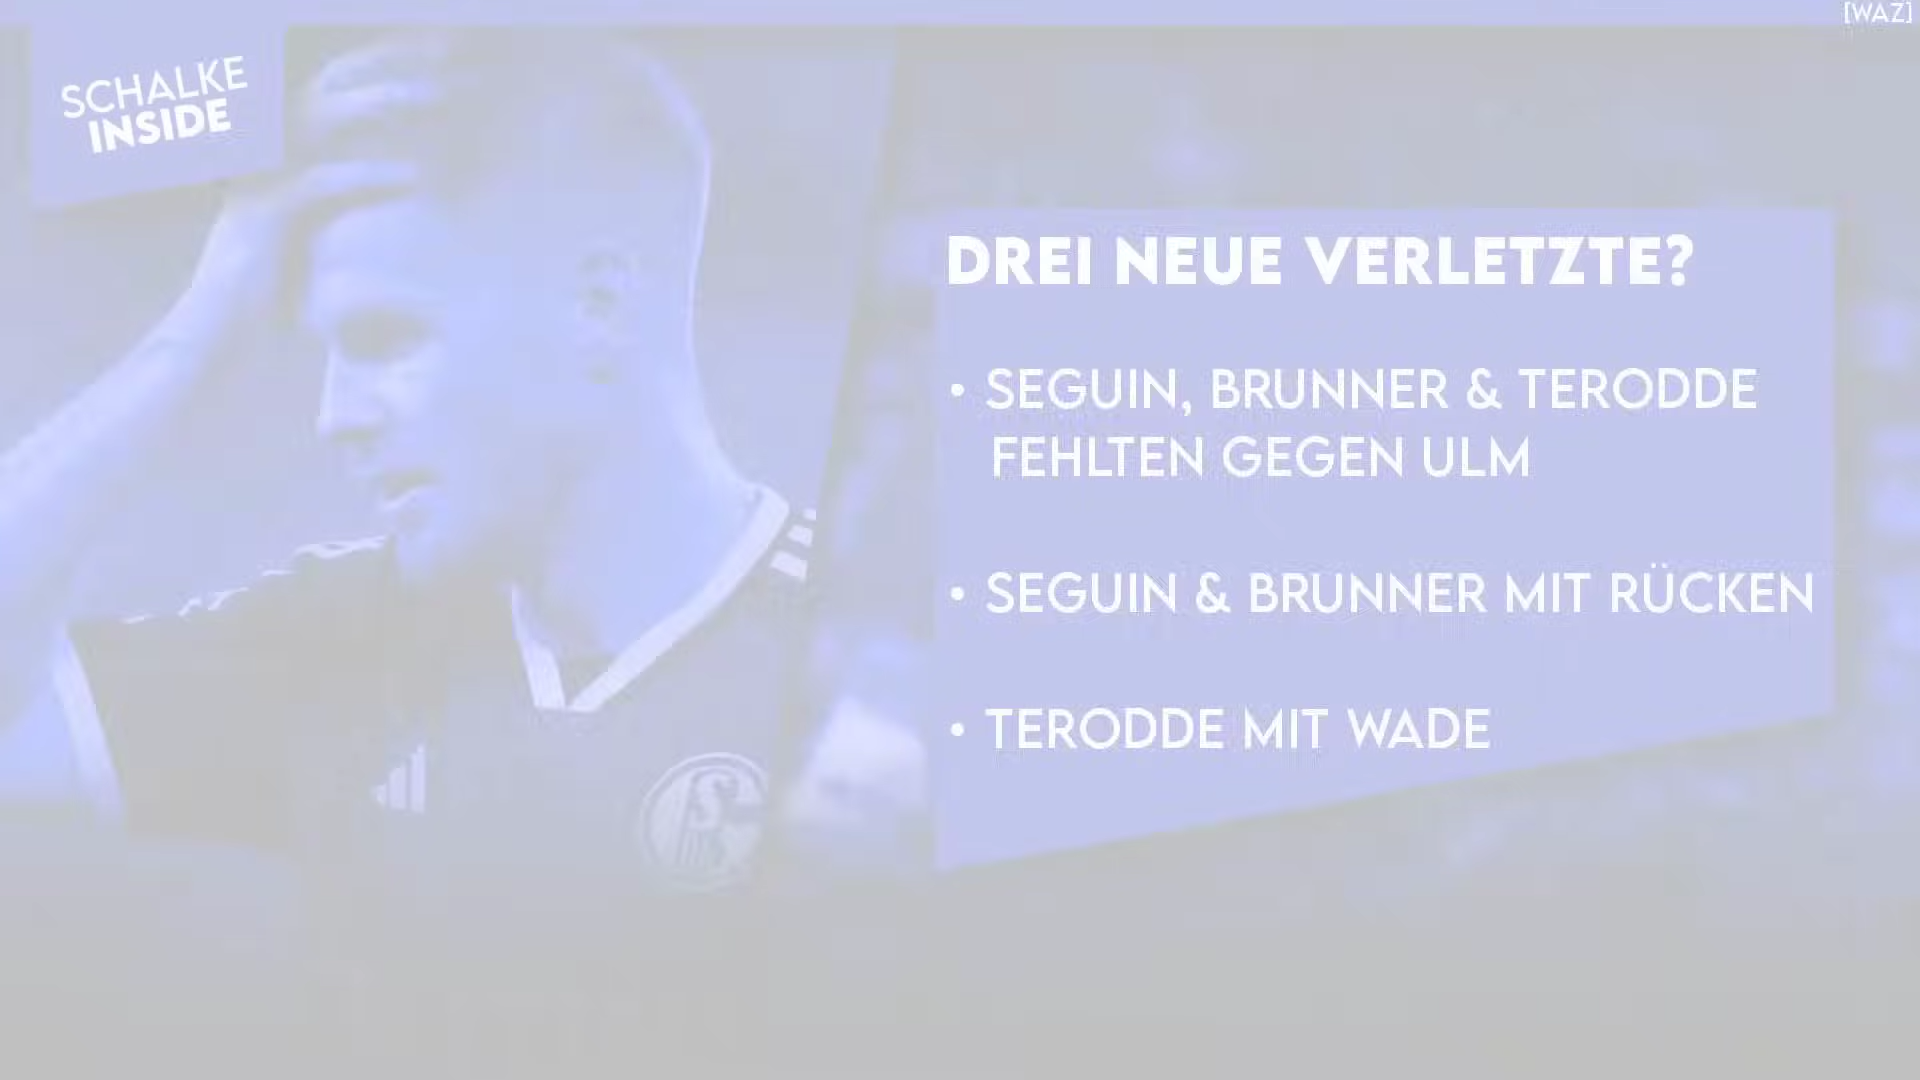 [WAZ]
SCHALKE
INSIDE
DREI NEUE VERLETZTE?
• SEGUIN, BRUNNER & TERODDE
FEHLTEN GEGEN ULM
• SEGUIN & BRUNNER MIT RÜCKEN
• TERODDE MIT WADE